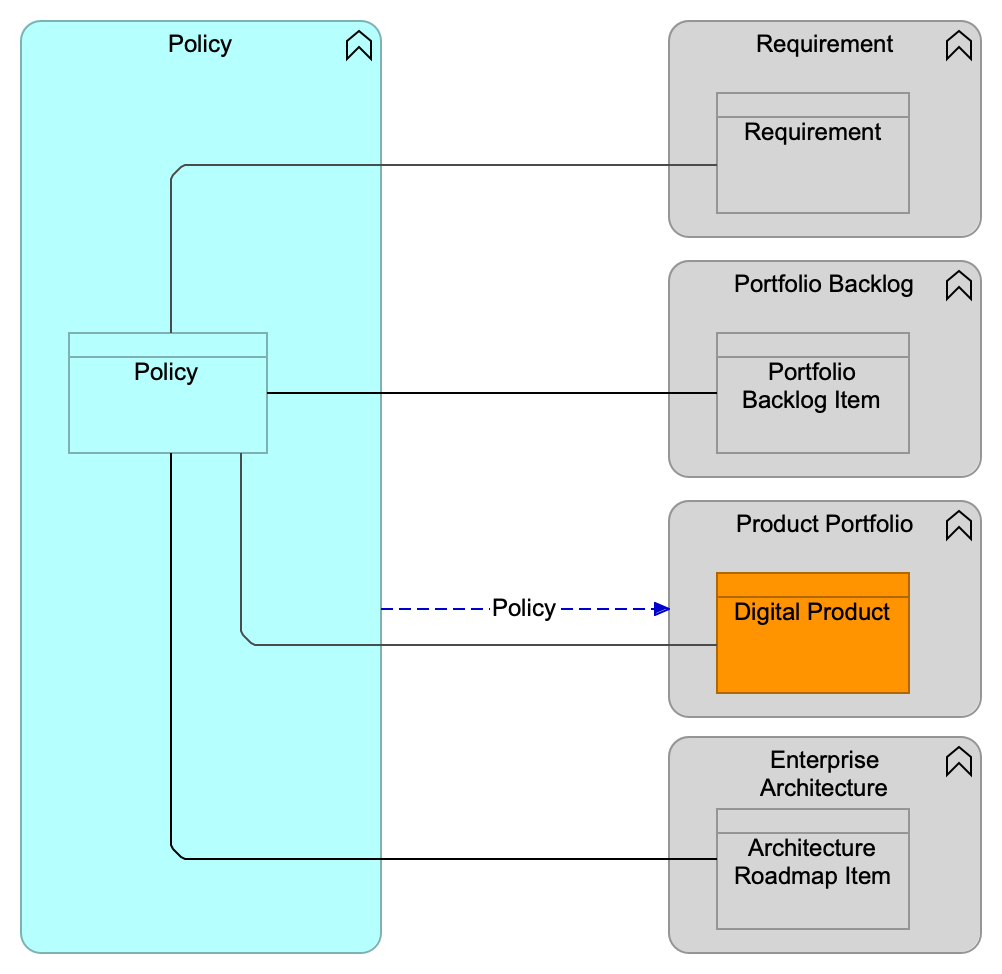 Policy
Policy
Policy
Requirement
Requirement
Portfolio Backlog
Portfolio
Backlog Item
Product Portfolio
Digital Product
Enterprise
Architecture
Architecture
Roadmap Item